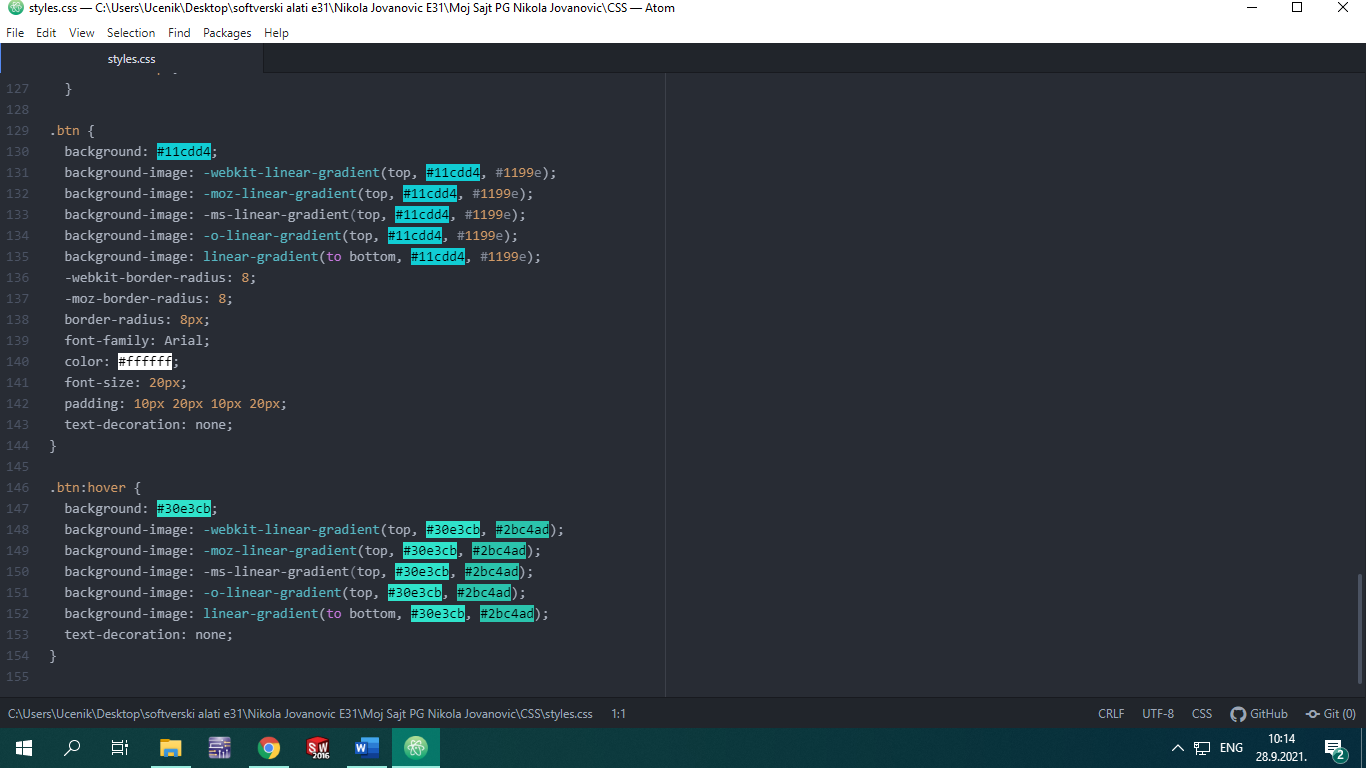 styles.css — C:\Users\Ucenik\Desktop\softverski alati e31\Nikola Jovanovic E31\Moj Sajt PG Nikola Jovanovic\CSS — Atom
File Edit View Selection Find Packages Help
styles.css
127 }
128
129 .btn {
130 background: #11cdd4;
131 background-image: -webkit-linear-gradient(top, #11cdd4, #1199e);
132 background-image: -moz-linear-gradient(top, #11cdd4, #1199e);
133 background-image: -ms-linear-gradient(top, #11cdd4, #1199e);
134 background-image: -o-linear-gradient(top, #11cdd4, #1199e);
135 background-image: linear-gradient(to bottom, #11cdd4, #1199e);
136 -webkit-border-radius: 8;
137 -moz-border-radius: 8;
138 border-radius: 8px;
139 font-family: Arial;
140 color: #ffffff;
141 font-size: 20px;
142 padding: 10px 20px 10px 20px;
143 text-decoration: none;
144 }
145
146 .btn:hover {
147 background: #30e3cb;
148 background-image: -webkit-linear-gradient(top, #30e3cb, #2bc4ad);
149 background-image: -moz-linear-gradient(top, #30e3cb, #2bc4ad);
150 background-image: -ms-linear-gradient(top, #30e3cb, #2bc4ad);
151 background-image: -o-linear-gradient(top, #30e3cb, #2bc4ad);
152 background-image: linear-gradient(to bottom, #30e3cb, #2bc4ad);
153 text-decoration: none;
154 }
155
C:\Users\Ucenik\Desktop\softverski alati e31\Nikola Jovanovic E31\Moj Sajt PG Nikola Jovanovic\CSS\styles.css 1:1 CRLF UTF-8 CSS GitHub Git (0)
SW 2016 W ENG 10:14
28.9.2021. 2